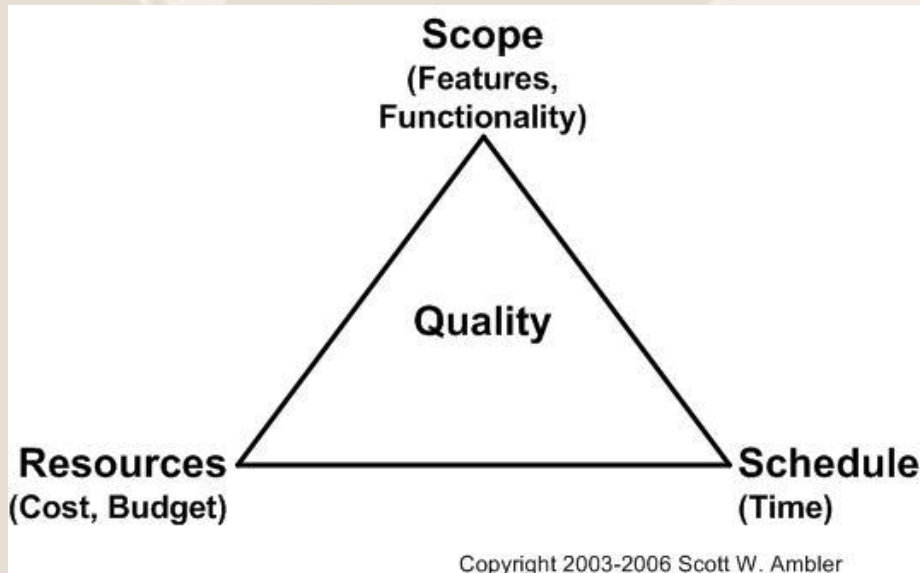 Scope
(Features,
Functionality)
Quality
Resources
(Cost, Budget)
Schedule
(Time)
Copyright 2003-2006 Scott W. Ambler